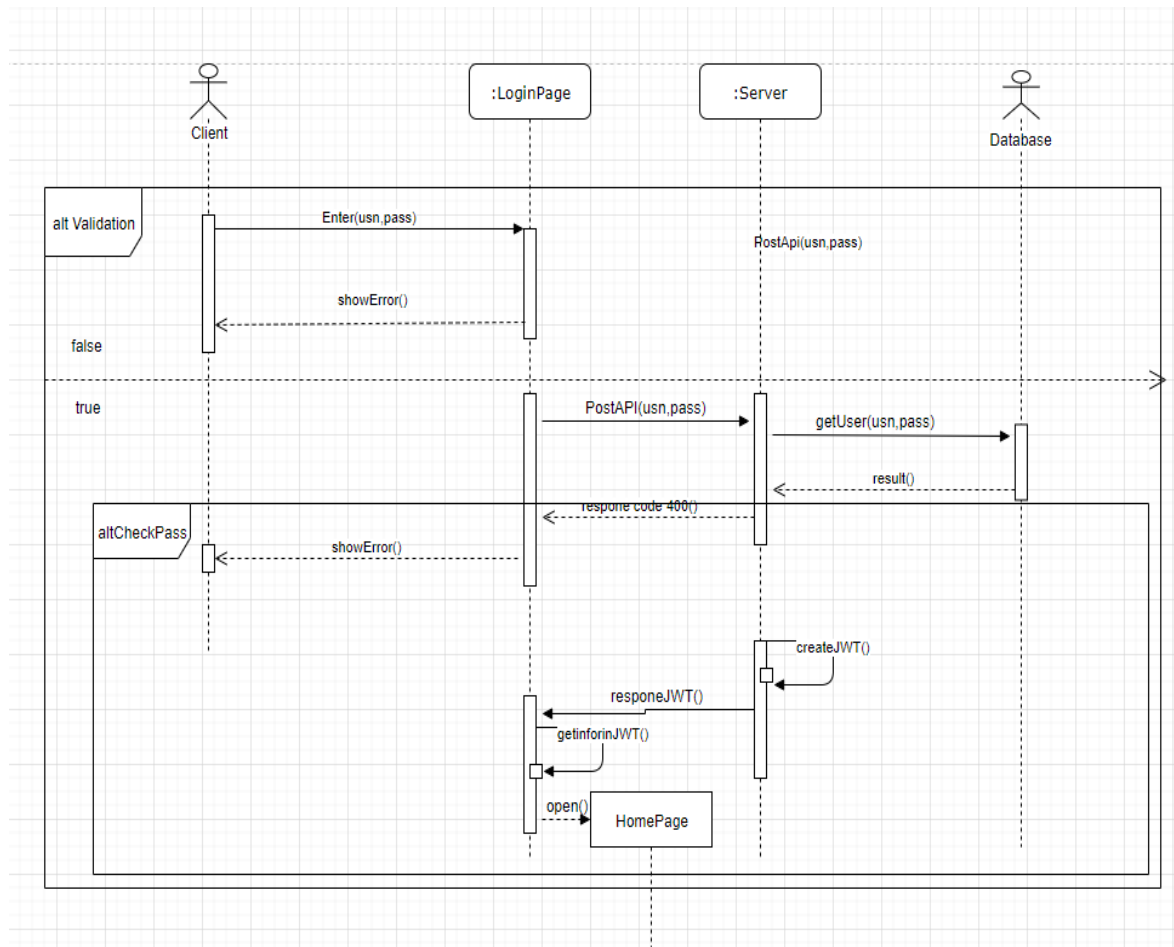 :LoginPage
:Server
Client
Database
alt Validation
Enter(usn,pass)
PostApi(usn,pass)
showError()
false
true
PostAPI(usn,pass)
getUser(usn,pass)
result()
respone code 400()
altCheckPass
showError()
createJWT()
responeJWT()
getinforinJWT()
open()
HomePage